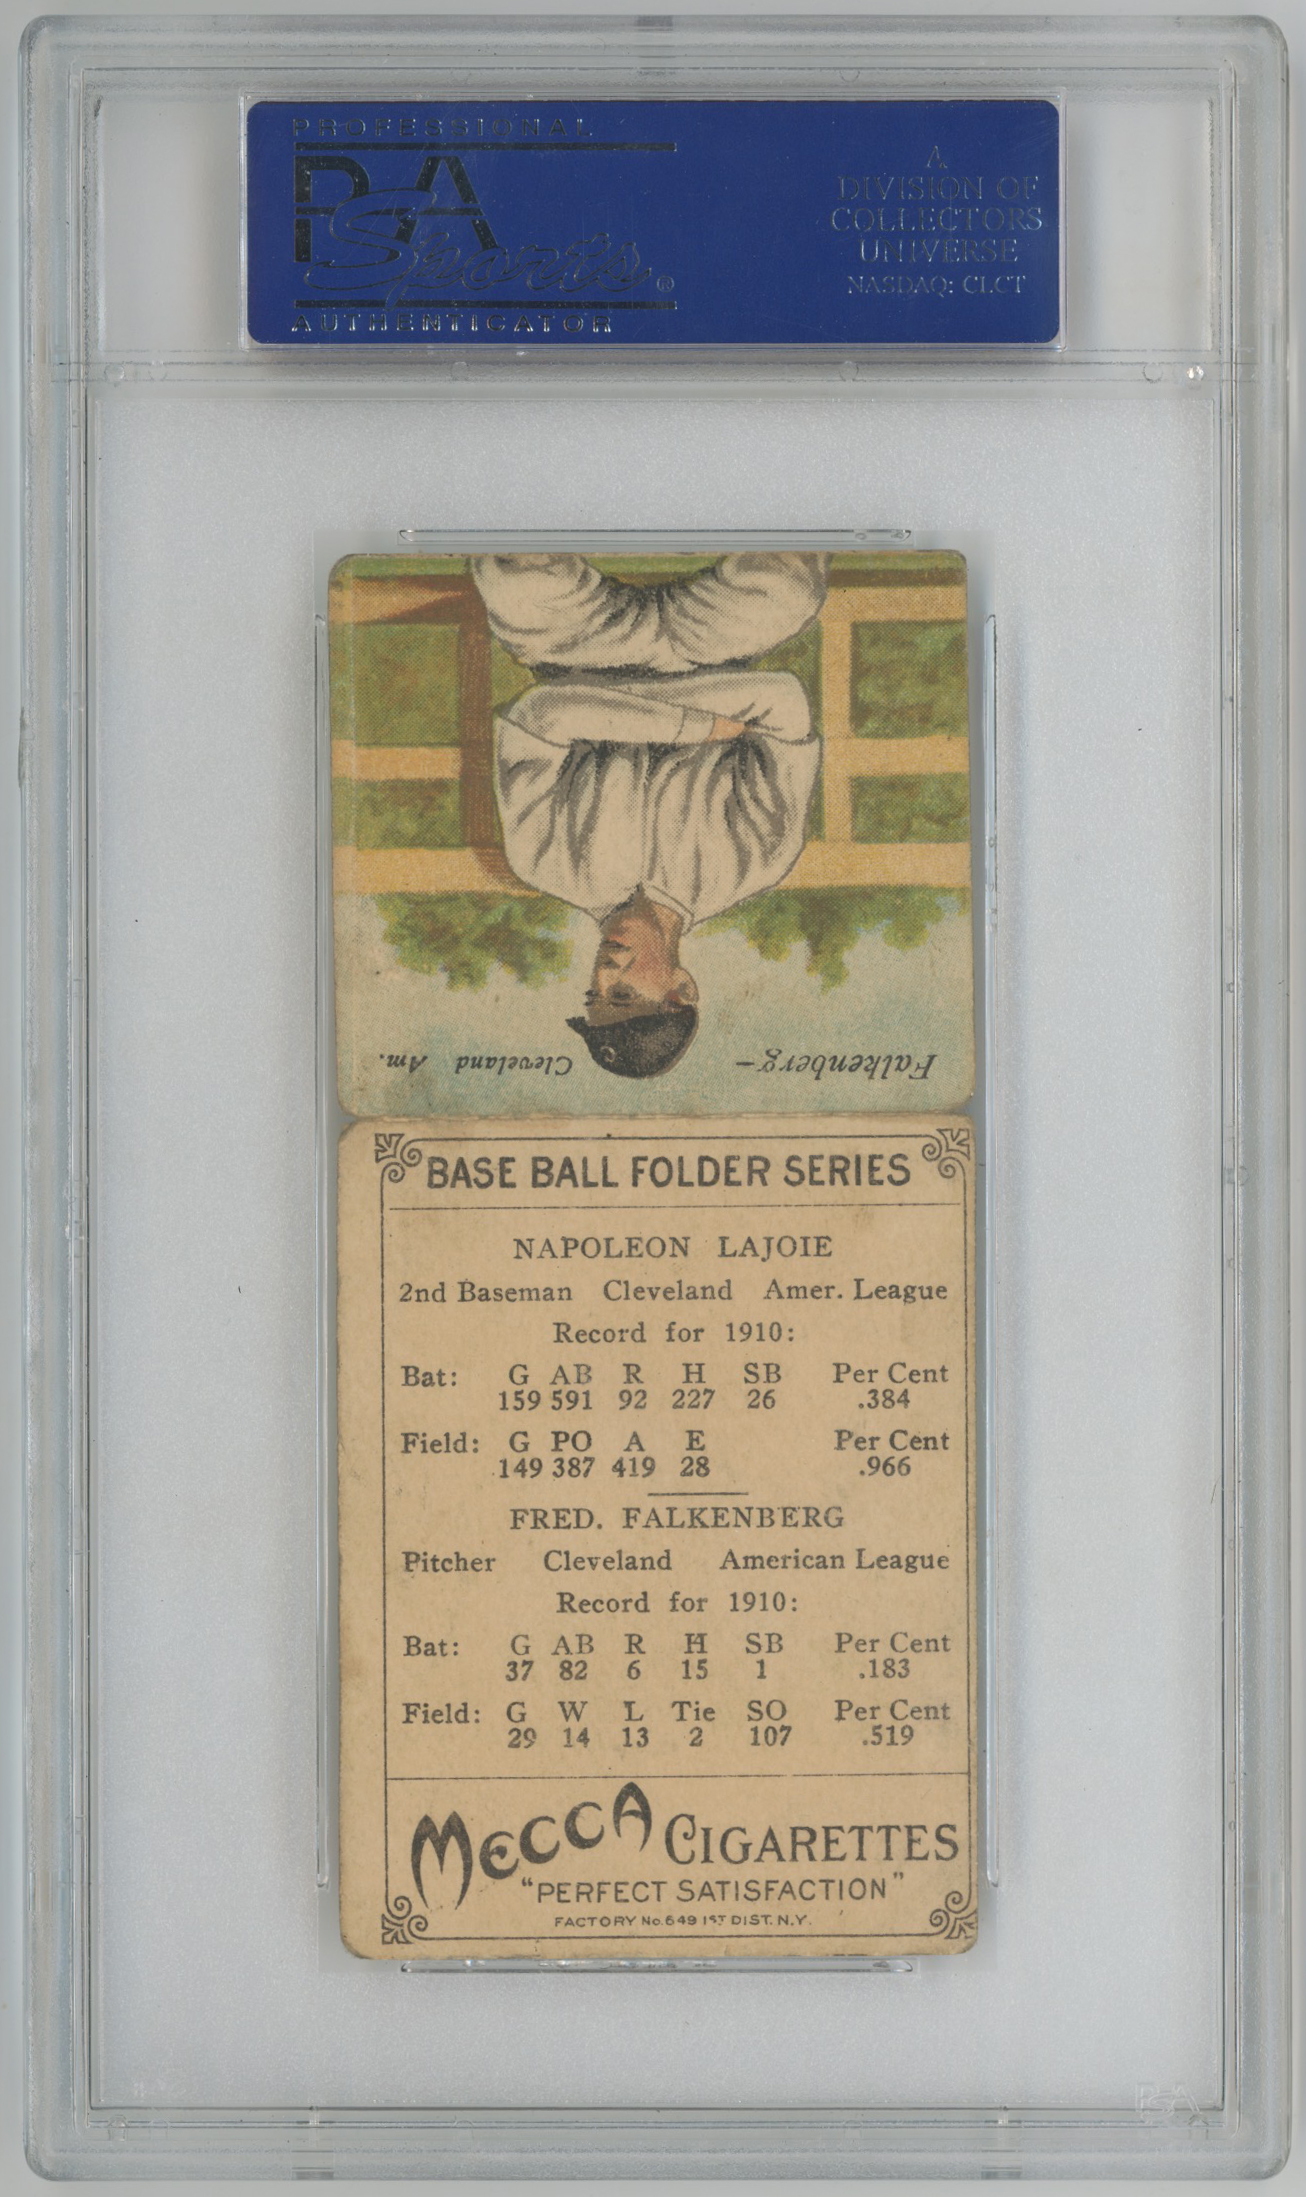 PROFESSIONAL
PSA
Sports®
AUTHENTICATOR
A
DIVISION OF
COLLECTORS
UNIVERSE
NASDAQ: CLCT
Falkenberg- Cleveland Am.
BASE BALL FOLDER SERIES
NAPOLEON LAJOIE
2nd Baseman Cleveland Amer. League
Record for 1910:
Bat: G AB R H SB Per Cent
159 591 92 227 26 .384
Field: G PO A E Per Cent
149 387 419 28 .966
FRED. FALKENBERG
Pitcher Cleveland American League
Record for 1910:
Bat: G AB R H SB Per Cent
37 82 6 15 1 .183
Field: G W L Tie SO Per Cent
29 14 13 2 107 .519
MECCA CIGARETTES
"PERFECT SATISFACTION"
FACTORY No. 649 1ST DIST. N.Y.
PSA